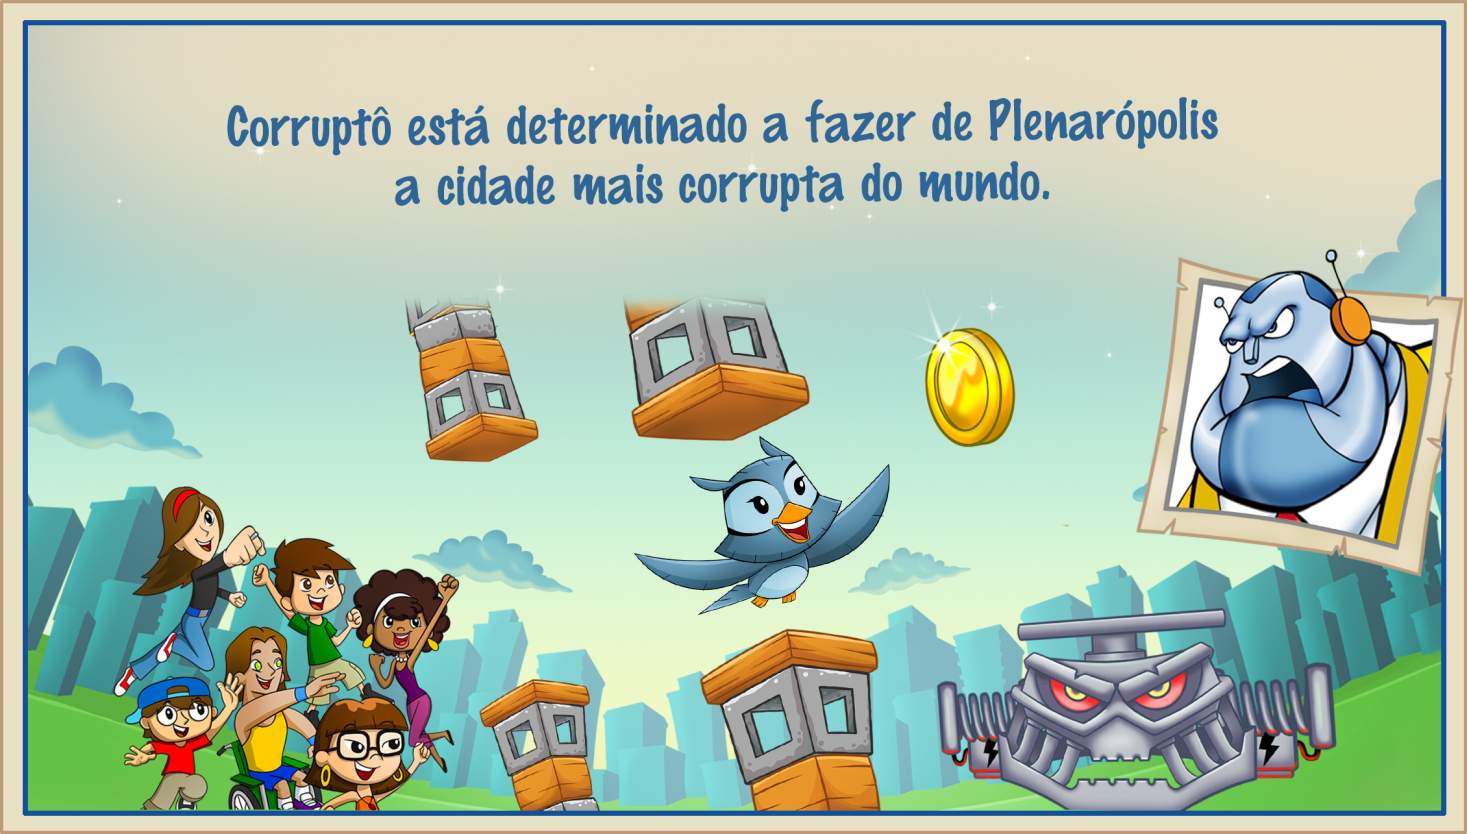 Corruptô está determinado a fazer de Plenarópolis
a cidade mais corrupta do mundo.